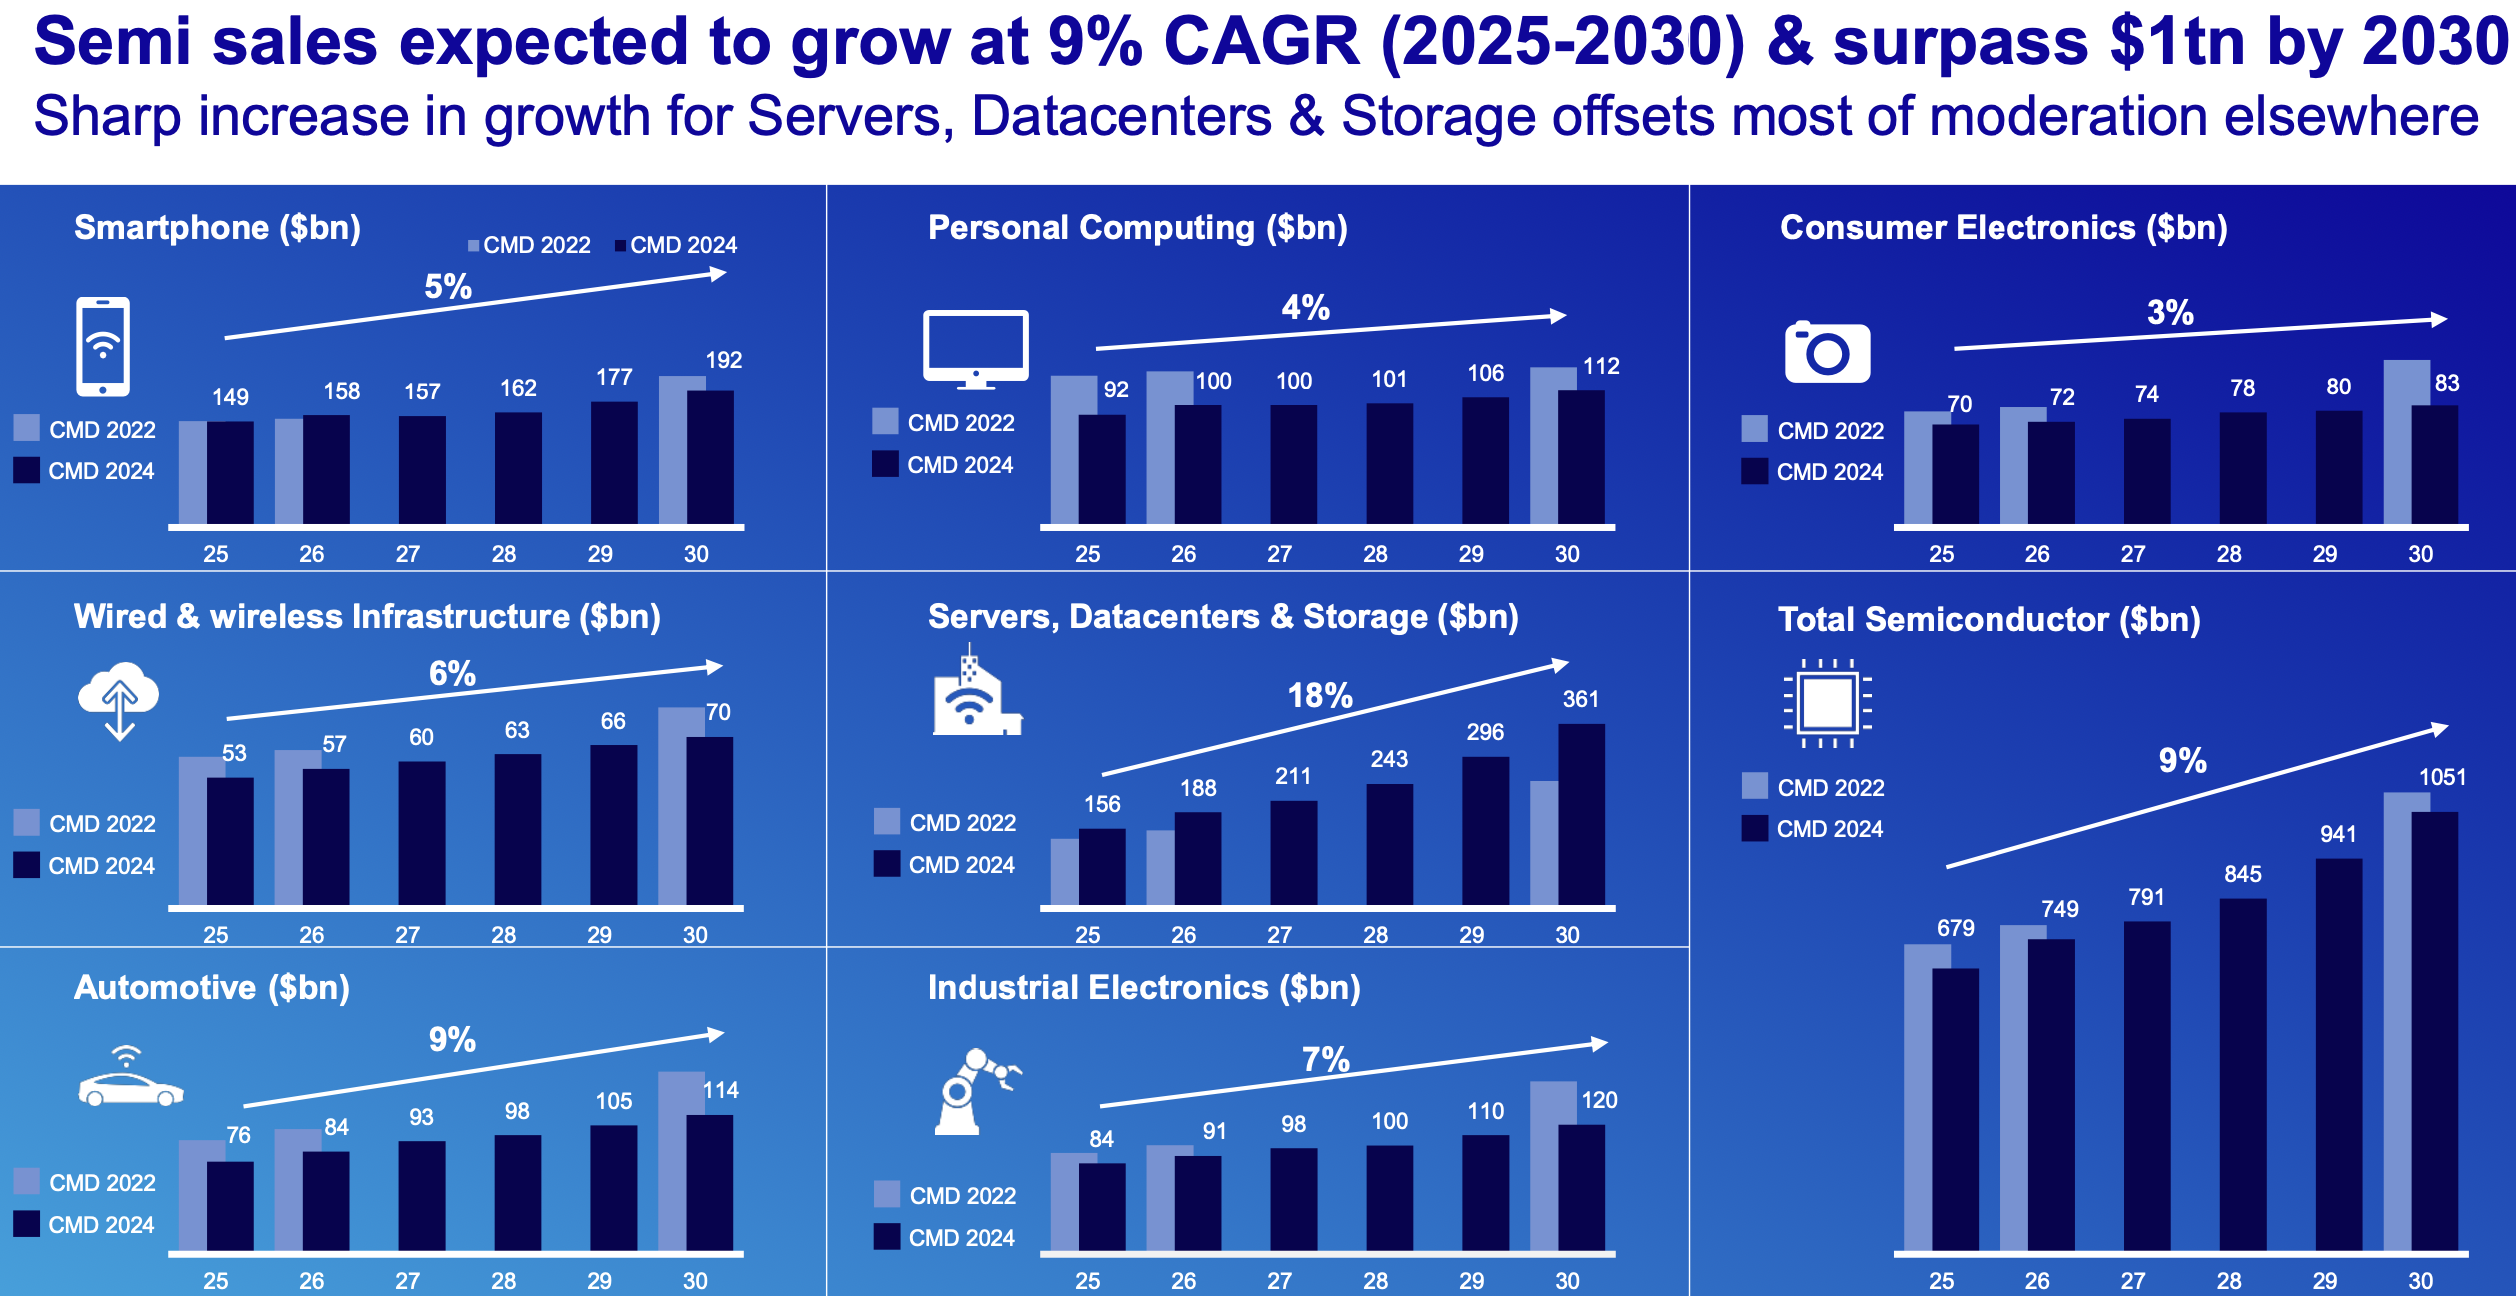 Semi sales expected to grow at 9% CAGR (2025-2030) & surpass $1tn by 2030
Sharp increase in growth for Servers, Datacenters & Storage offsets most of moderation elsewhere
Smartphone ($bn)
CMD 2022 CMD 2024
5%
CMD 2022
CMD 2024
149 158 157 162 177 192
25 26 27 28 29 30
Personal Computing ($bn)
4%
CMD 2022
CMD 2024
92 100 100 101 106 112
25 26 27 28 29 30
Consumer Electronics ($bn)
3%
CMD 2022
CMD 2024
70 72 74 78 80 83
25 26 27 28 29 30
Wired & wireless Infrastructure ($bn)
6%
CMD 2022
CMD 2024
53 57 60 63 66 70
25 26 27 28 29 30
Servers, Datacenters & Storage ($bn)
18%
CMD 2022
CMD 2024
156 188 211 243 296 361
25 26 27 28 29 30
Total Semiconductor ($bn)
9%
CMD 2022
CMD 2024
679 749 791 845 941 1051
25 26 27 28 29 30
Automotive ($bn)
9%
CMD 2022
CMD 2024
76 84 93 98 105 114
25 26 27 28 29 30
Industrial Electronics ($bn)
7%
CMD 2022
CMD 2024
84 91 98 100 110 120
25 26 27 28 29 30